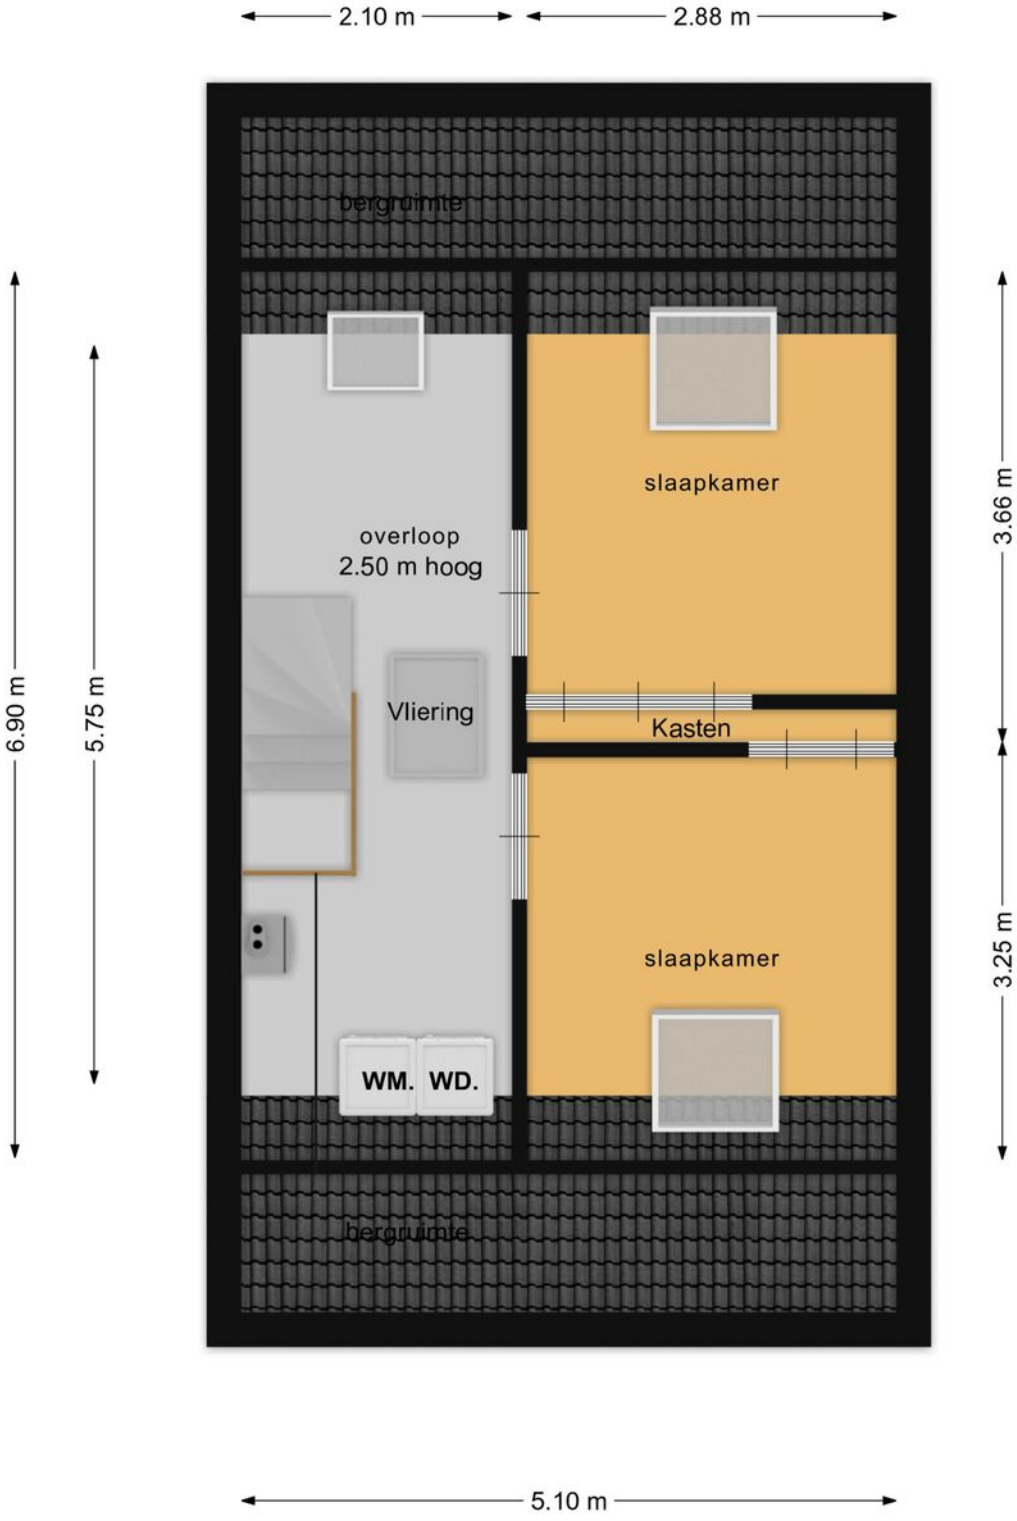 2.10 m
2.88 m
bergruimte
slaapkamer
overloop
2.50 m hoog
3.66 m
6.90 m
5.75 m
Vliering
Kasten
slaapkamer
3.25 m
WM.
WD.
bergruimte
5.10 m